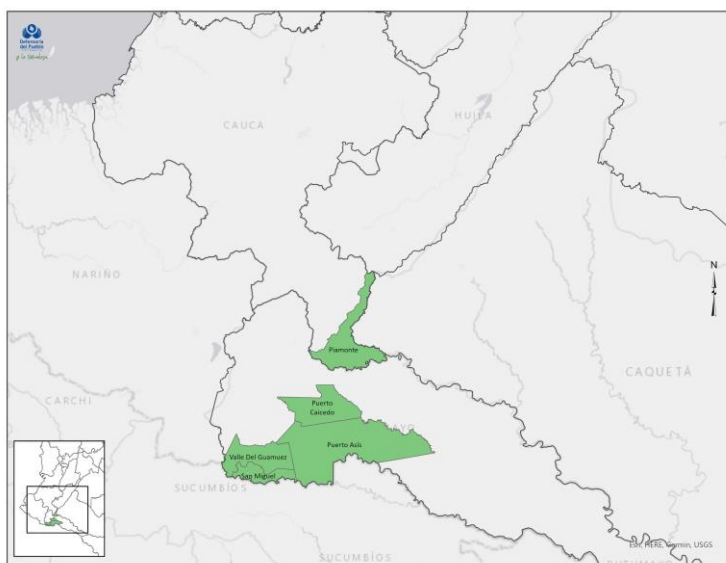 Defensoría
del Pueblo
CAUCA
HUILA
NARIÑO
N
Piamonte
CAQUETÁ
CARCHI
Puerto
Caicedo
Puerto Asís
Valle Del Guamuez
San Miguel
SUCUMBÍOS
Esri, HERE, Garmin, USGS
SUCUMBÍOS